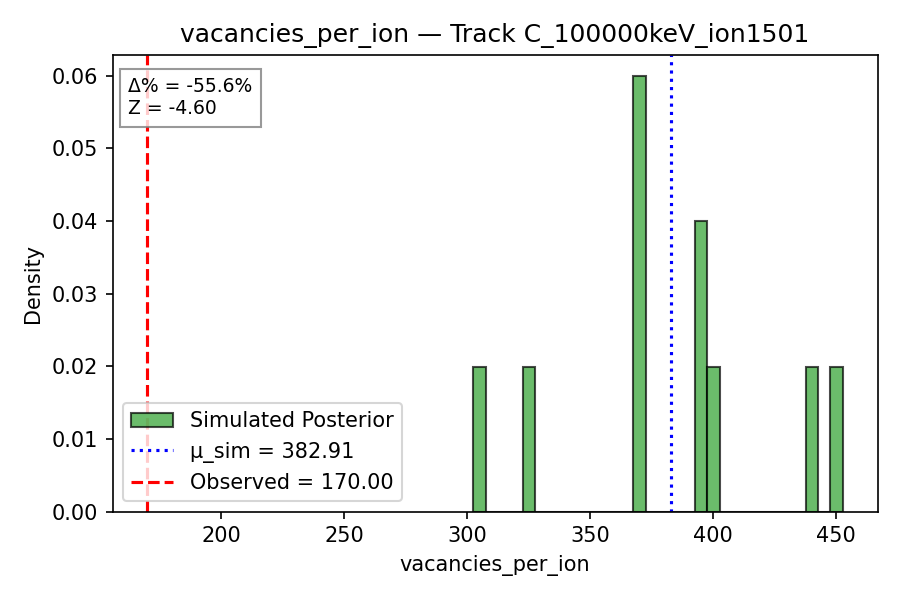 vacancies_per_ion — Track C_100000keV_ion1501
Δ% = -55.6%
Z = -4.60
0.06
0.05
0.04
0.03
0.02
0.01
0.00
Density
Simulated Posterior
μ_sim = 382.91
Observed = 170.00
200
250
300
350
400
450
vacancies_per_ion